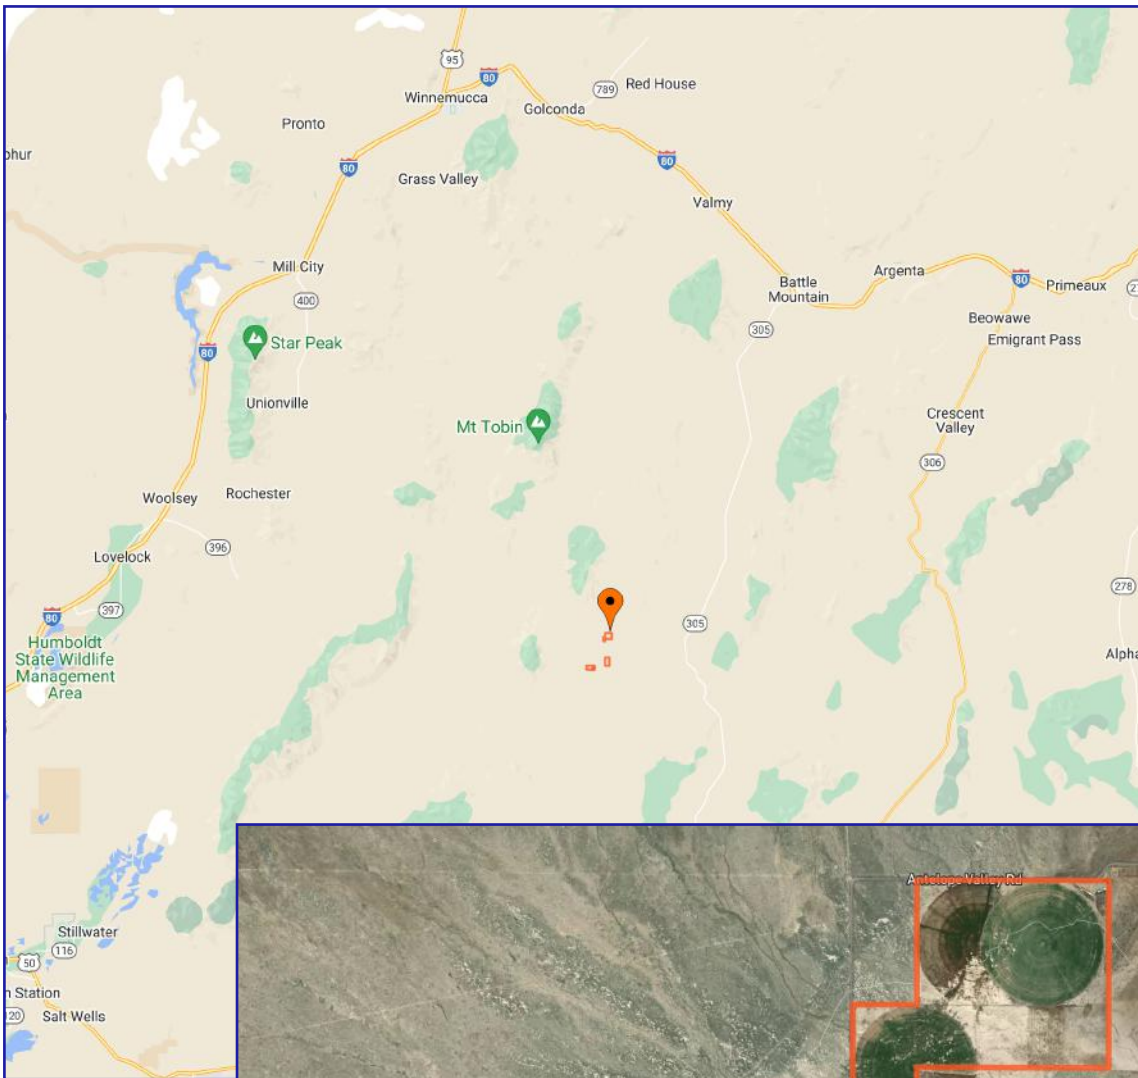 95
80
789
Red House
Winnemucca
Golconda
Pronto
phur
80
80
Grass Valley
Valmy
Mill City
Argenta
Battle
Mountain
80
Primeaux
400
305
Beowawe
Emigrant Pass
80
Star Peak
Unionville
Mt Tobin
Crescent
Valley
306
Woolsey
Rochester
396
Lovelock
278
397
80
305
Humboldt
State Wildlife
Management
Area
Alpha
Antelope Valley Rd
Stillwater
116
50
n Station
Salt Wells